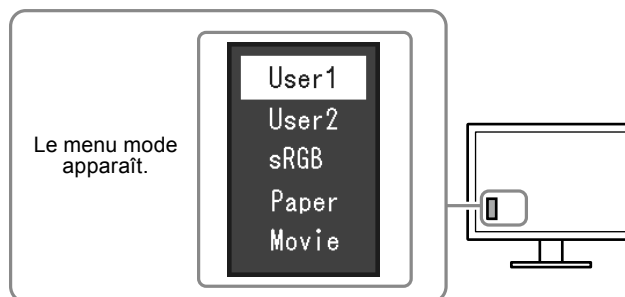 Le menu mode
apparaît.
User1
User2
sRGB
Paper
Movie